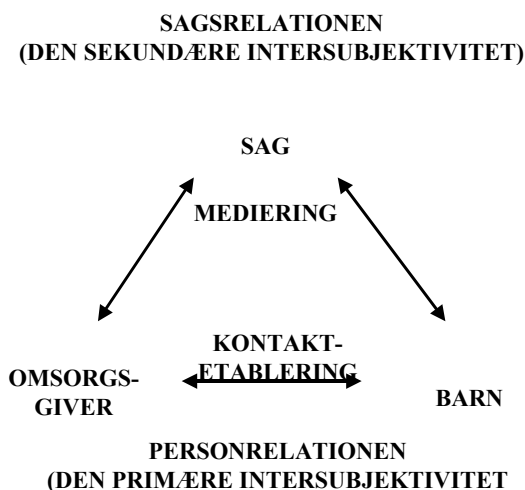 SAGSRELATIONEN
(DEN SEKUNDÆRE INTERSUBJEKTIVITET)
SAG
MEDIERING
KONTAKT-
ETABLERING
OMSORGS-
GIVER
BARN
PERSONRELATIONEN
(DEN PRIMÆRE INTERSUBJEKTIVITET